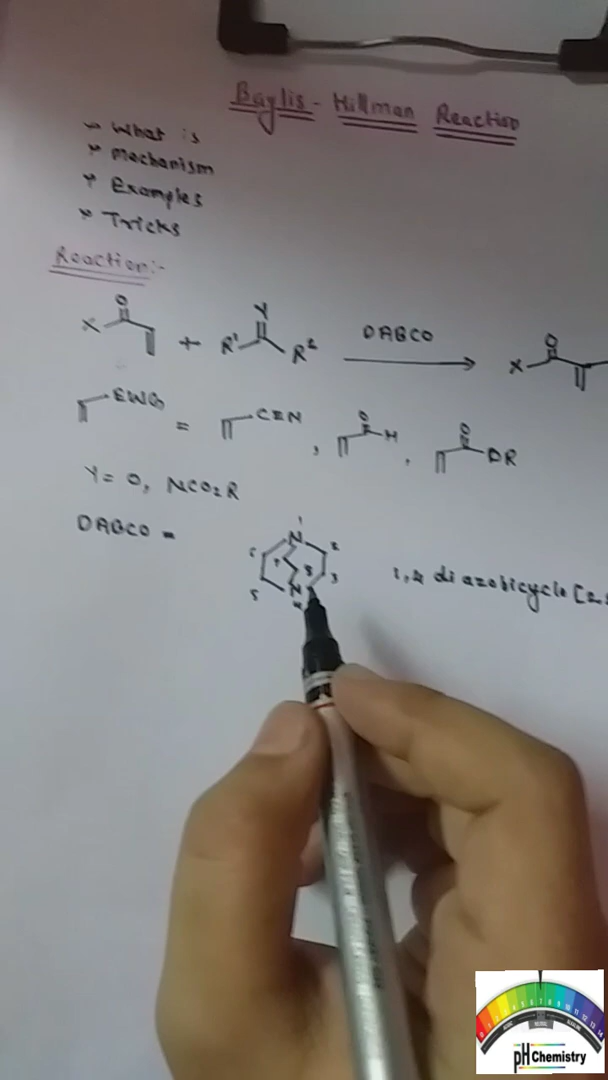 Baylis-Hillman Reaction
What is
Mechanism
Examples
Tricks
Reaction:-
X O + R¹ Y R² DABCO X O
EWG = C≡N, O H, O OR
Y = O, NCO₂R
DABCO =
N 1 2 3 N 4 5 6 7 8
1,4 diazobicyclo [2.
pH Chemistry